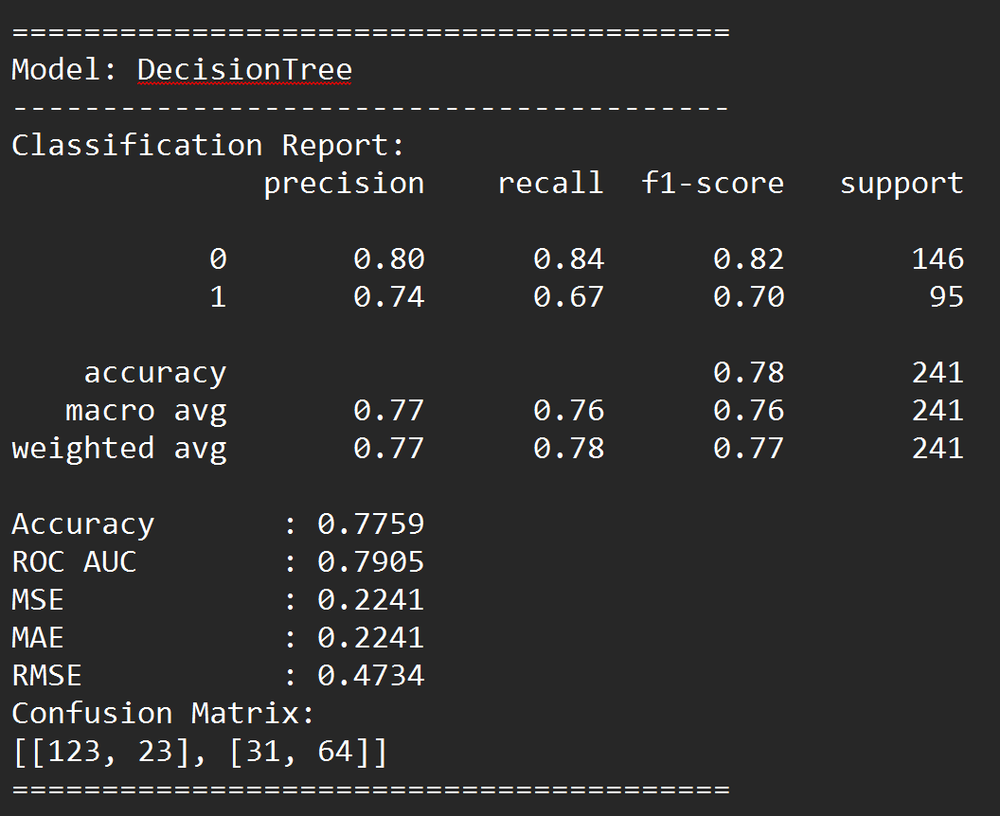 ========================================
Model: DecisionTree
----------------------------------------
Classification Report:
              precision    recall  f1-score   support

           0       0.80      0.84      0.82       146
           1       0.74      0.67      0.70        95

    accuracy                           0.78       241
   macro avg       0.77      0.76      0.76       241
weighted avg       0.77      0.78      0.77       241

Accuracy       : 0.7759
ROC AUC        : 0.7905
MSE            : 0.2241
MAE            : 0.2241
RMSE           : 0.4734
Confusion Matrix:
[[123, 23], [31, 64]]
========================================